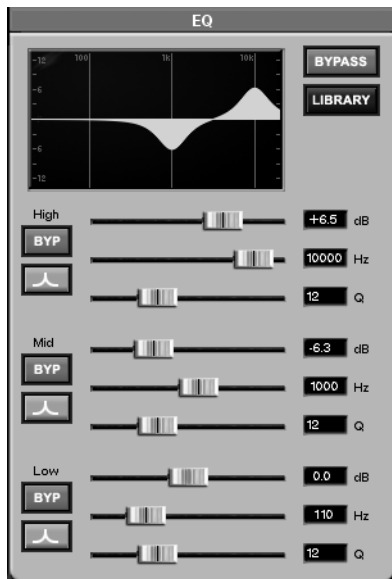 EQ
-12 100 1k 10k
-6
-6
-12
BYPASS
LIBRARY
High
BYP
+6.5 dB
10000 Hz
12 Q
Mid
BYP
-6.3 dB
1000 Hz
12 Q
Low
BYP
0.0 dB
110 Hz
12 Q